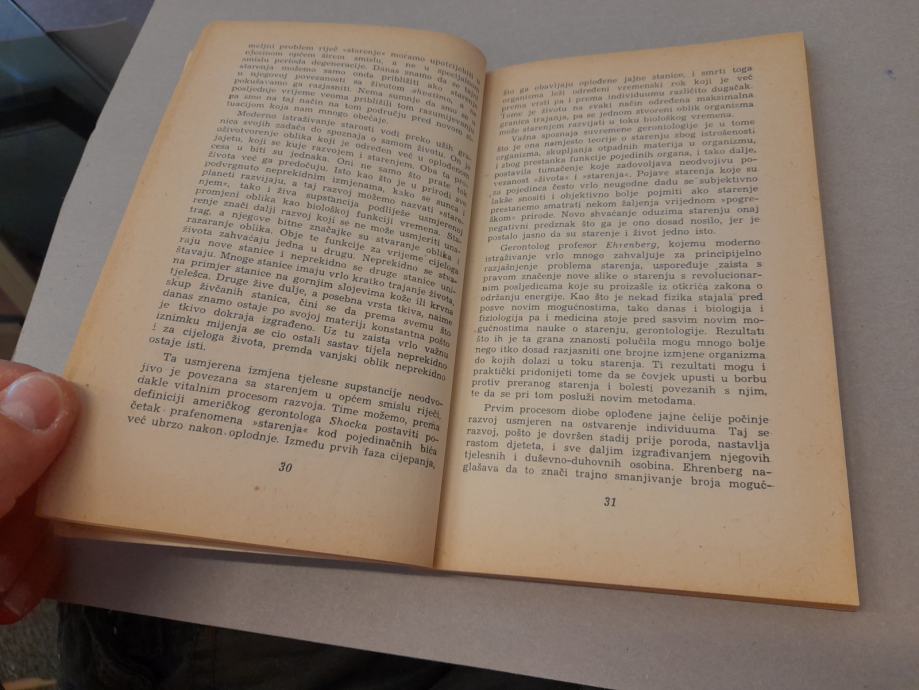 meljni problem riječ »starenje« moramo upotrijebiti u
njezinom općem širem smislu, a ne u specijalnom
smislu perioda degeneracije. Danas znamo da se tajni
starenja možemo samo onda približiti ako starenje
u njegovoj povezanosti sa životom shvatimo, a ne
pokušavamo ga razjasniti. Nema sumnje da smo se u
posljednje vrijeme veoma približili tom razumijevanju,
pa smo na taj način na tom području pred novom si-
tuacijom koja nam mnogo obećaje.
Moderno istraživanje starosti vodi preko užih gra-
nica svojih zadaća do spoznaja o samom životu. On je
oživotvorenje oblika koji je određen već u oplođenom
jajetu, koji se kuje razvojem i starenjem. Oba ta pro-
cesa u biti su jednaka. Oni ne samo što prate tok
života već ga predočuju. Isto kao što je u prirodi sve
podvrgnuto neprekidnim izmjenama, kako se sunca i
planeti razvijaju, a taj razvoj možemo nazvati »stare-
njem«, tako i živa supstancija podliježe usmjerenoj
promjeni oblika kao biološkoj funkciji vremena. Sta-
renje znači dalji razvoj koji se ne može usmjeriti una-
trag, a njegove bitne značajke su stvaranje oblika i
razaranje oblika. Obje te funkcije za vrijeme cijeloga
života zahvaćaju jedna u drugu. Neprekidno se stva-
raju nove stanice i neprekidno se druge stanice uni-
štavaju. Mnoge stanice imaju vrlo kratko trajanje života,
na primjer stanice na gornjim slojevima kože ili krvna
tjelešca. Druge žive dulje, a posebna vrsta tkiva, naime
skup živčanih stanica, čini se da prema svemu što
danas znamo ostaje po svojoj materiji konstantna pošto
je tkivo dokraja izgrađeno. Uz tu zaista vrlo važnu
iznimku mijenja se cio ostali sastav tijela neprekidno
i za cijeloga života, premda vanjski oblik neprekidno
ostaje isti.
Ta usmjerena izmjena tjelesne supstancije neodvo-
jivo je povezana sa starenjem u općem smislu riječi,
dakle vitalnim procesom razvoja. Time možemo, prema
definiciji američkog gerontologa Shocka postaviti po-
četak prafenomena »starenja« kod pojedinačnih bića
već ubrzo nakon oplodnje. Između prvih faza cijepanja,
30
što ga obavljaju oplođene jajne stanice, i smrti toga
organizma leži određeni vremenski rok koji je već
prema vrsti pa i prema individuumu različito dugačak.
Tome je životu na svaki način određena maksimalna
granica trajanja, pa se jednom stvoreni oblik organizma
može starenjem razvijati u toku biološkog vremena.
Važna spoznaja suvremene gerontologije je u tome
što je ona namjesto teorije o starenju zbog istrošenosti
organizma, skupljanja otpadnih materija u organizmu,
i zbog prestanka funkcije pojedinih organa, i tako dalje,
postavila tumačenje koje zadovoljava neodvojivu po-
vezanost »života« i »starenja«. Pojave starenja koje su
za pojedinca često vrlo neugodne dadu se subjektivno
lakše snositi i objektivno bolje pojmiti ako starenje
prestanemo smatrati nekom žaljenja vrijednom »pogre-
škom« prirode. Novo shvaćanje oduzima starenju onaj
negativni predznak što ga je ono dosad nosilo, jer je
postalo jasno da su starenje i život jedno isto.
Gerontolog profesor Ehrenberg, kojemu moderno
istraživanje vrlo mnogo zahvaljuje za principijelno
razjašnjenje problema starenja, uspoređuje zaista s
pravom značenje nove slike o starenju s revolucionar-
nim posljedicama koje su proizašle iz otkrića zakona o
održanju energije. Kao što je nekad fizika stajala pred
posve novim mogućnostima, tako danas i biologija i
fiziologija pa i medicina stoje pred sasvim novim mo-
gućnostima nauke o starenju, gerontologije. Rezultati
što ih je ta grana znanosti polučila mogu mnogo bolje
nego itko dosad razjasniti one brojne izmjene organizma
do kojih dolazi u toku starenja. Ti rezultati mogu i
praktički pridonijeti tome da se čovjek upusti u borbu
protiv preranog starenja i bolesti povezanih s njim,
te da se pri tom posluži novim metodama.
Prvim procesom diobe oplođene jajne ćelije počinje
razvoj usmjeren na ostvarenje individuuma Taj se
razvoj, pošto je dovršen stadij prije poroda, nastavlja
rastom djeteta, i sve daljim izgrađivanjem njegovih
tjelesnih i duševno-duhovnih osobina. Ehrenberg na-
glašava da to znači trajno smanjivanje broja moguć-
31